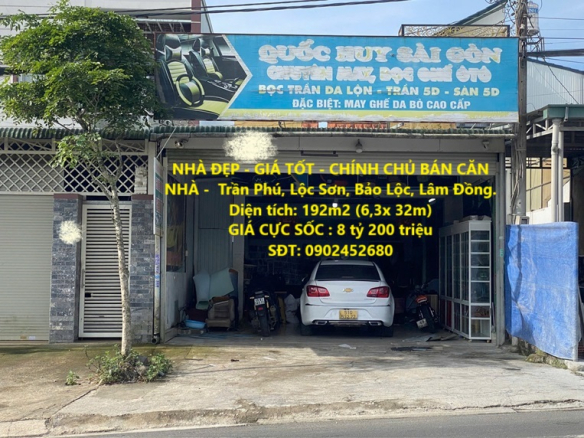 QUỐC HUY SÀI GÒN
CHUYÊN MAY, BỌC GHẾ ÔTÔ
BỌC TRẦN DA LỘN - TRẦN 5D - SÀN 5D
ĐẶC BIỆT: MAY GHẾ DA BÒ CAO CẤP
NHÀ ĐẸP - GIÁ TỐT - CHÍNH CHỦ BÁN CĂN
NHÀ - Trần Phú, Lộc Sơn, Bảo Lộc, Lâm Đồng.
Diện tích: 192m2 (6,3x 32m)
GIÁ CỰC SỐC : 8 tỷ 200 triệu
SĐT: 0902452680